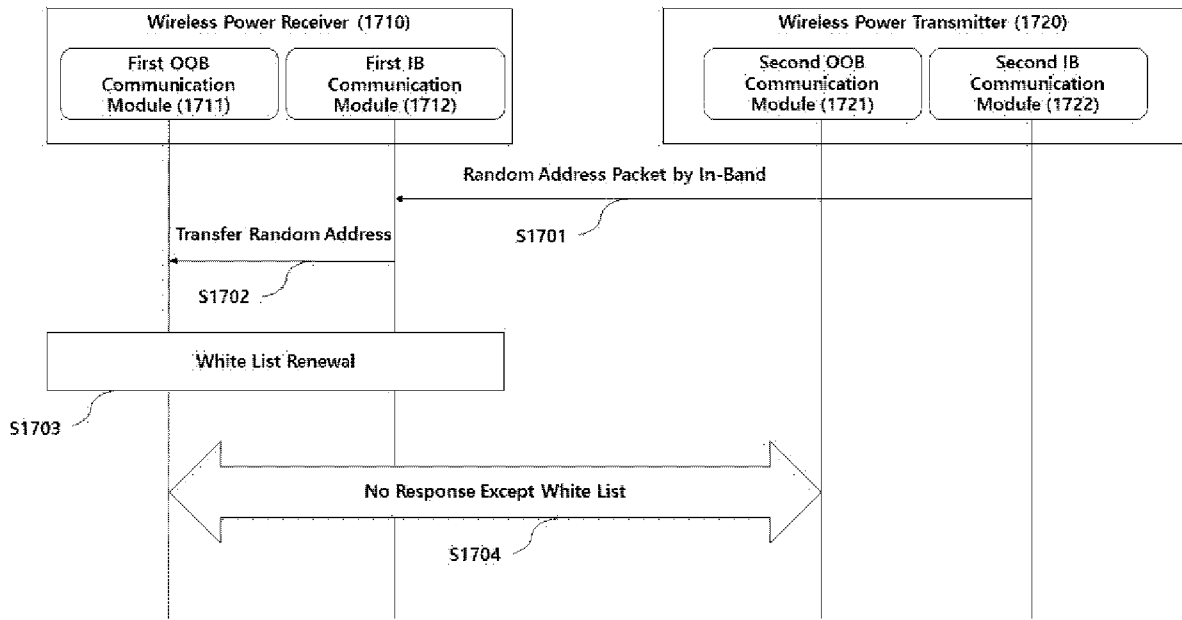 Wireless Power Receiver (1710)
Wireless Power Transmitter (1720)
First OOB
Communication
Module (1711)
First IB
Communication
Module (1712)
Second OOB
Communication
Module (1721)
Second IB
Communication
Module (1722)
Random Address Packet by In-Band
S1701
Transfer Random Address
S1702
White List Renewal
S1703
No Response Except White List
S1704